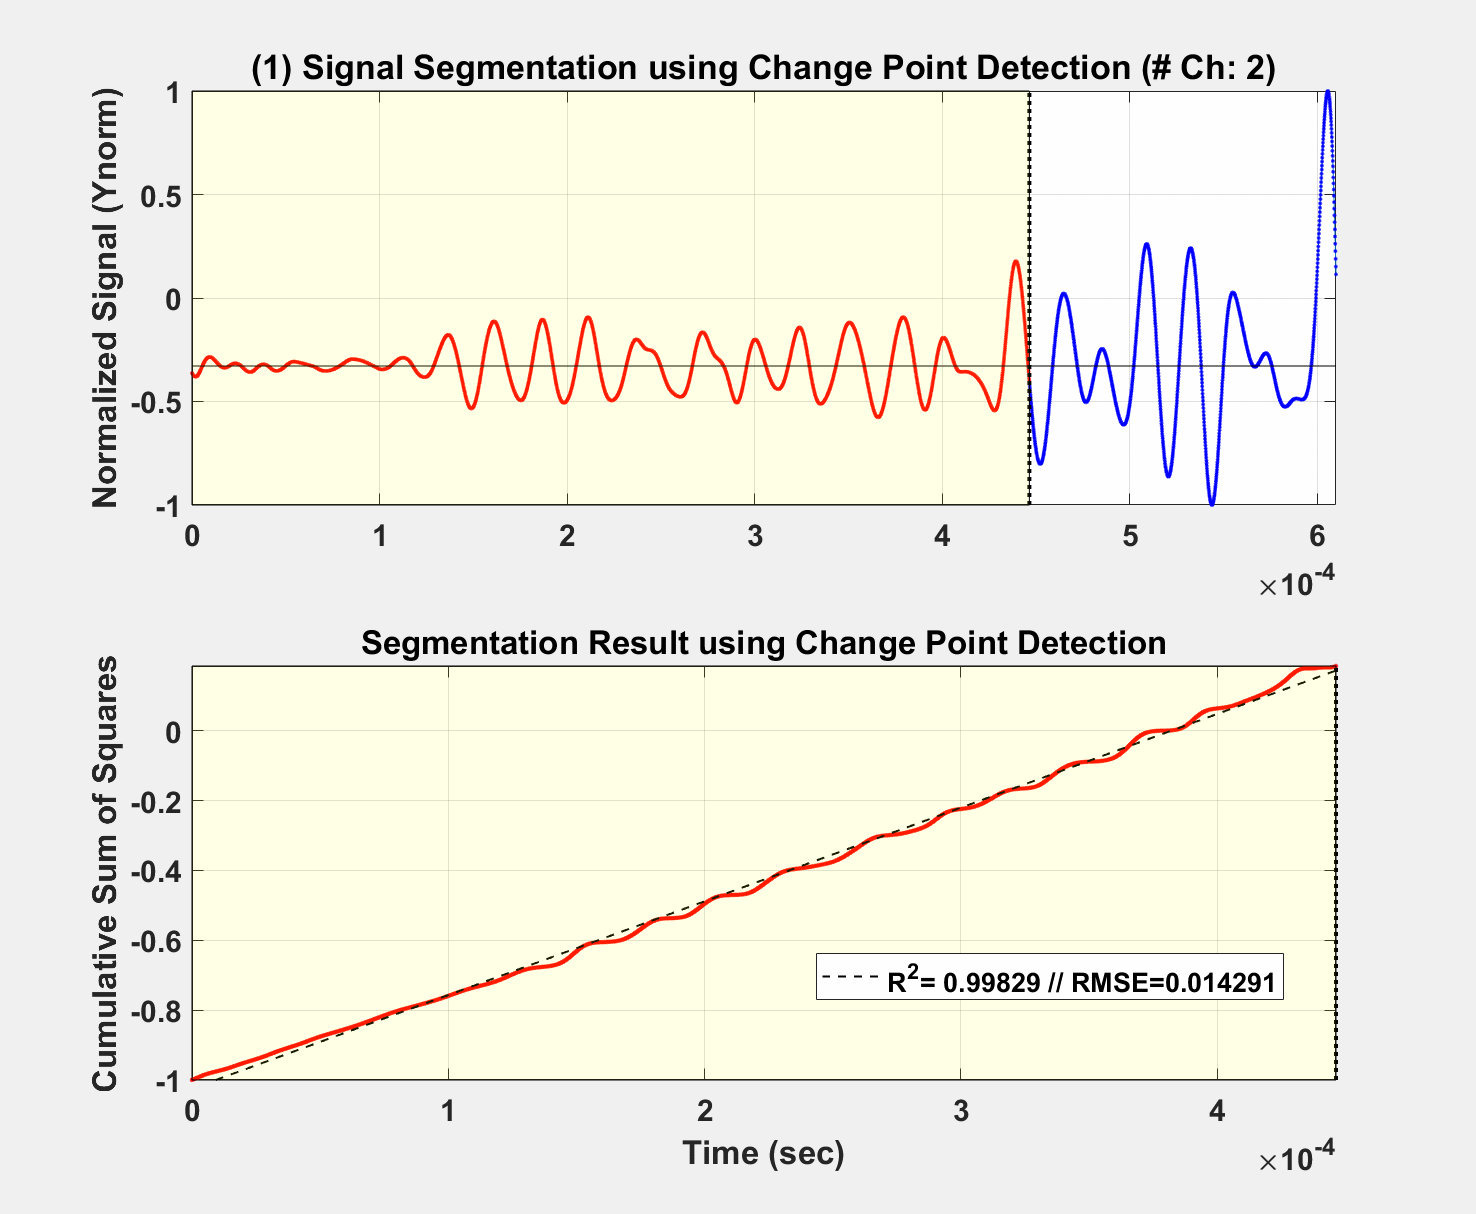 (1) Signal Segmentation using Change Point Detection (# Ch: 2)
Normalized Signal (Ynorm)
1
0.5
0
-0.5
-1
0 1 2 3 4 5 6
×10-4
Segmentation Result using Change Point Detection
Cumulative Sum of Squares
0
-0.2
-0.4
-0.6
-0.8
-1
R2= 0.99829 // RMSE=0.014291
0 1 2 3 4
Time (sec)
×10-4